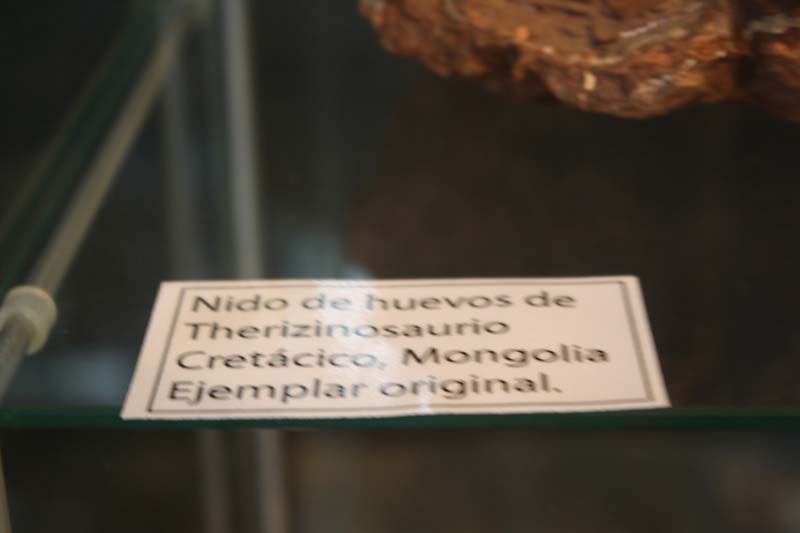 Nido de huevos de
Therizinosaurio
Cretácico, Mongolia
Ejemplar original.